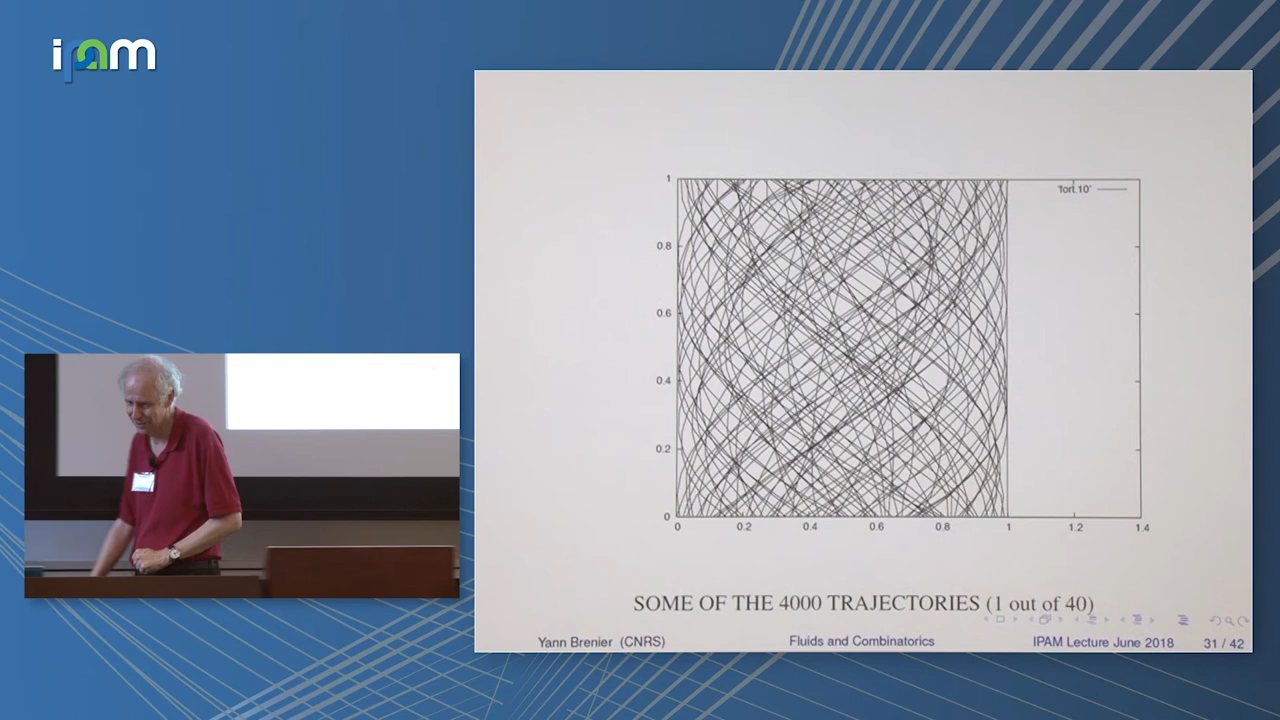 ipam
1
'fort.10'
0.8
0.6
0.4
0.2
0
0 0.2 0.4 0.6 0.8 1 1.2 1.4
SOME OF THE 4000 TRAJECTORIES (1 out of 40)
Yann Brenier (CNRS) Fluids and Combinatorics IPAM Lecture June 2018 31 / 42